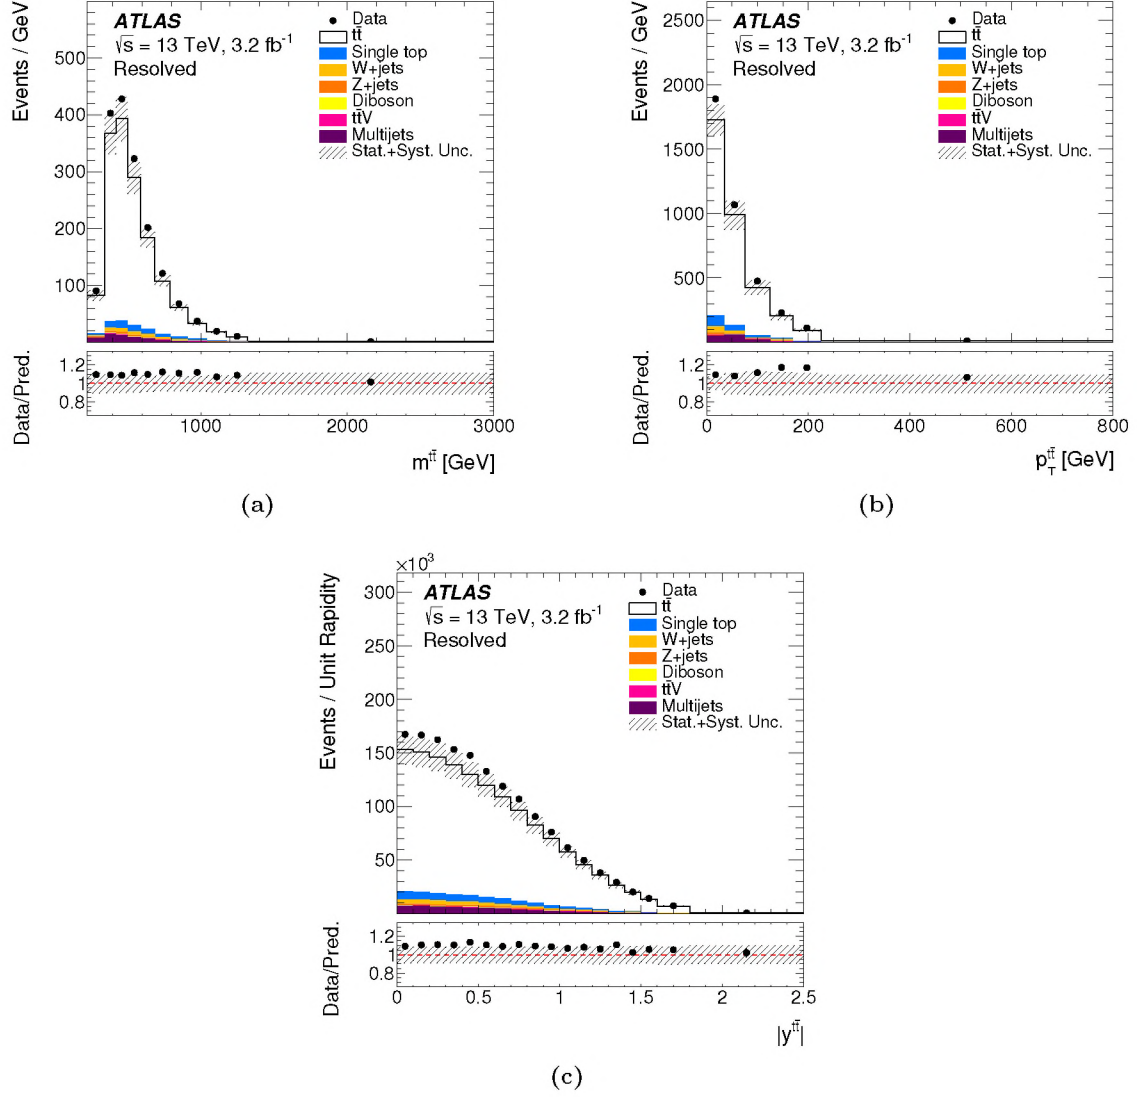 Events / GeV
600
500
400
300
200
100
ATLAS
√s = 13 TeV, 3.2 fb⁻¹
Resolved
Data
tt̄
Single top
W+jets
Z+jets
Diboson
tt̄V
Multijets
Stat.+Syst. Unc.
Data/Pred.
1.2
1
0.8
1000
2000
3000
m^tt̄ [GeV]
(a)
Events / GeV
2500
2000
1500
1000
500
ATLAS
√s = 13 TeV, 3.2 fb⁻¹
Resolved
Data
tt̄
Single top
W+jets
Z+jets
Diboson
tt̄V
Multijets
Stat.+Syst. Unc.
Data/Pred.
1.2
1
0.8
0
200
400
600
800
p_T^tt̄ [GeV]
(b)
×10³
Events / Unit Rapidity
300
250
200
150
100
50
ATLAS
√s = 13 TeV, 3.2 fb⁻¹
Resolved
Data
tt̄
Single top
W+jets
Z+jets
Diboson
tt̄V
Multijets
Stat.+Syst. Unc.
Data/Pred.
1.2
1
0.8
0
0.5
1
1.5
2
2.5
|y^tt̄|
(c)